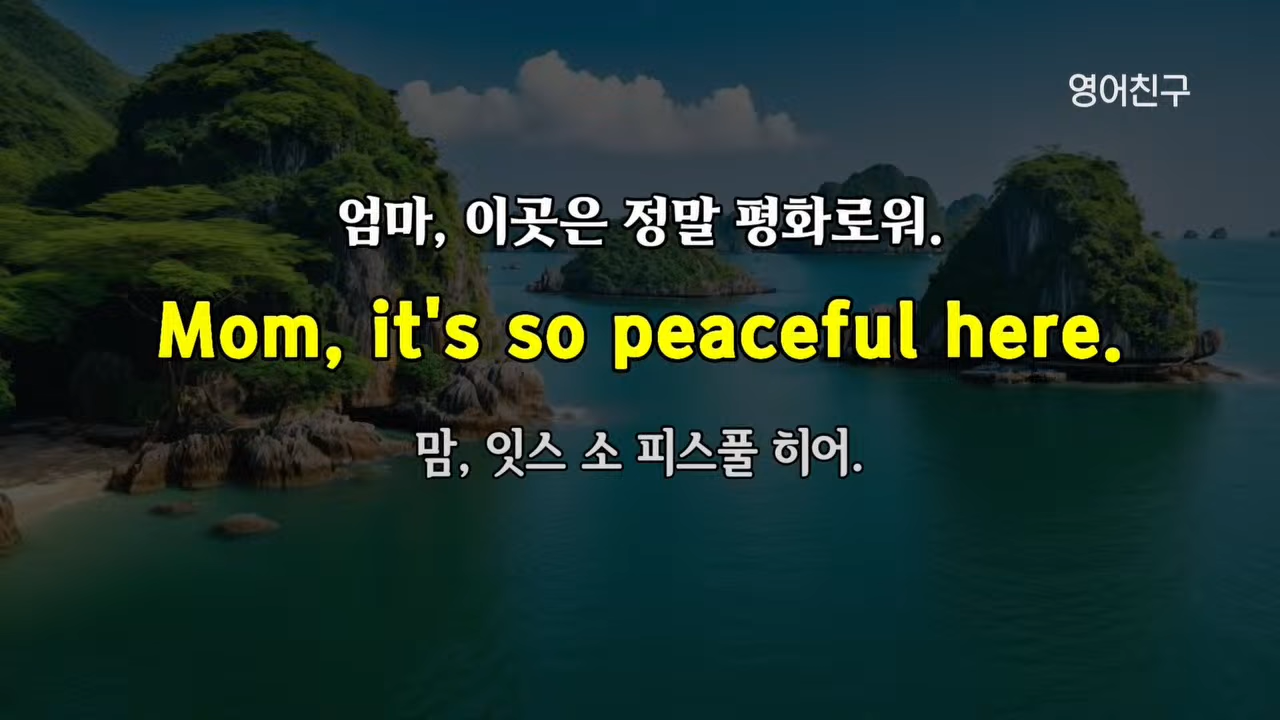 영어친구
엄마, 이곳은 정말 평화로워.
Mom, it's so peaceful here.
맘, 잇스 소 피스풀 히어.